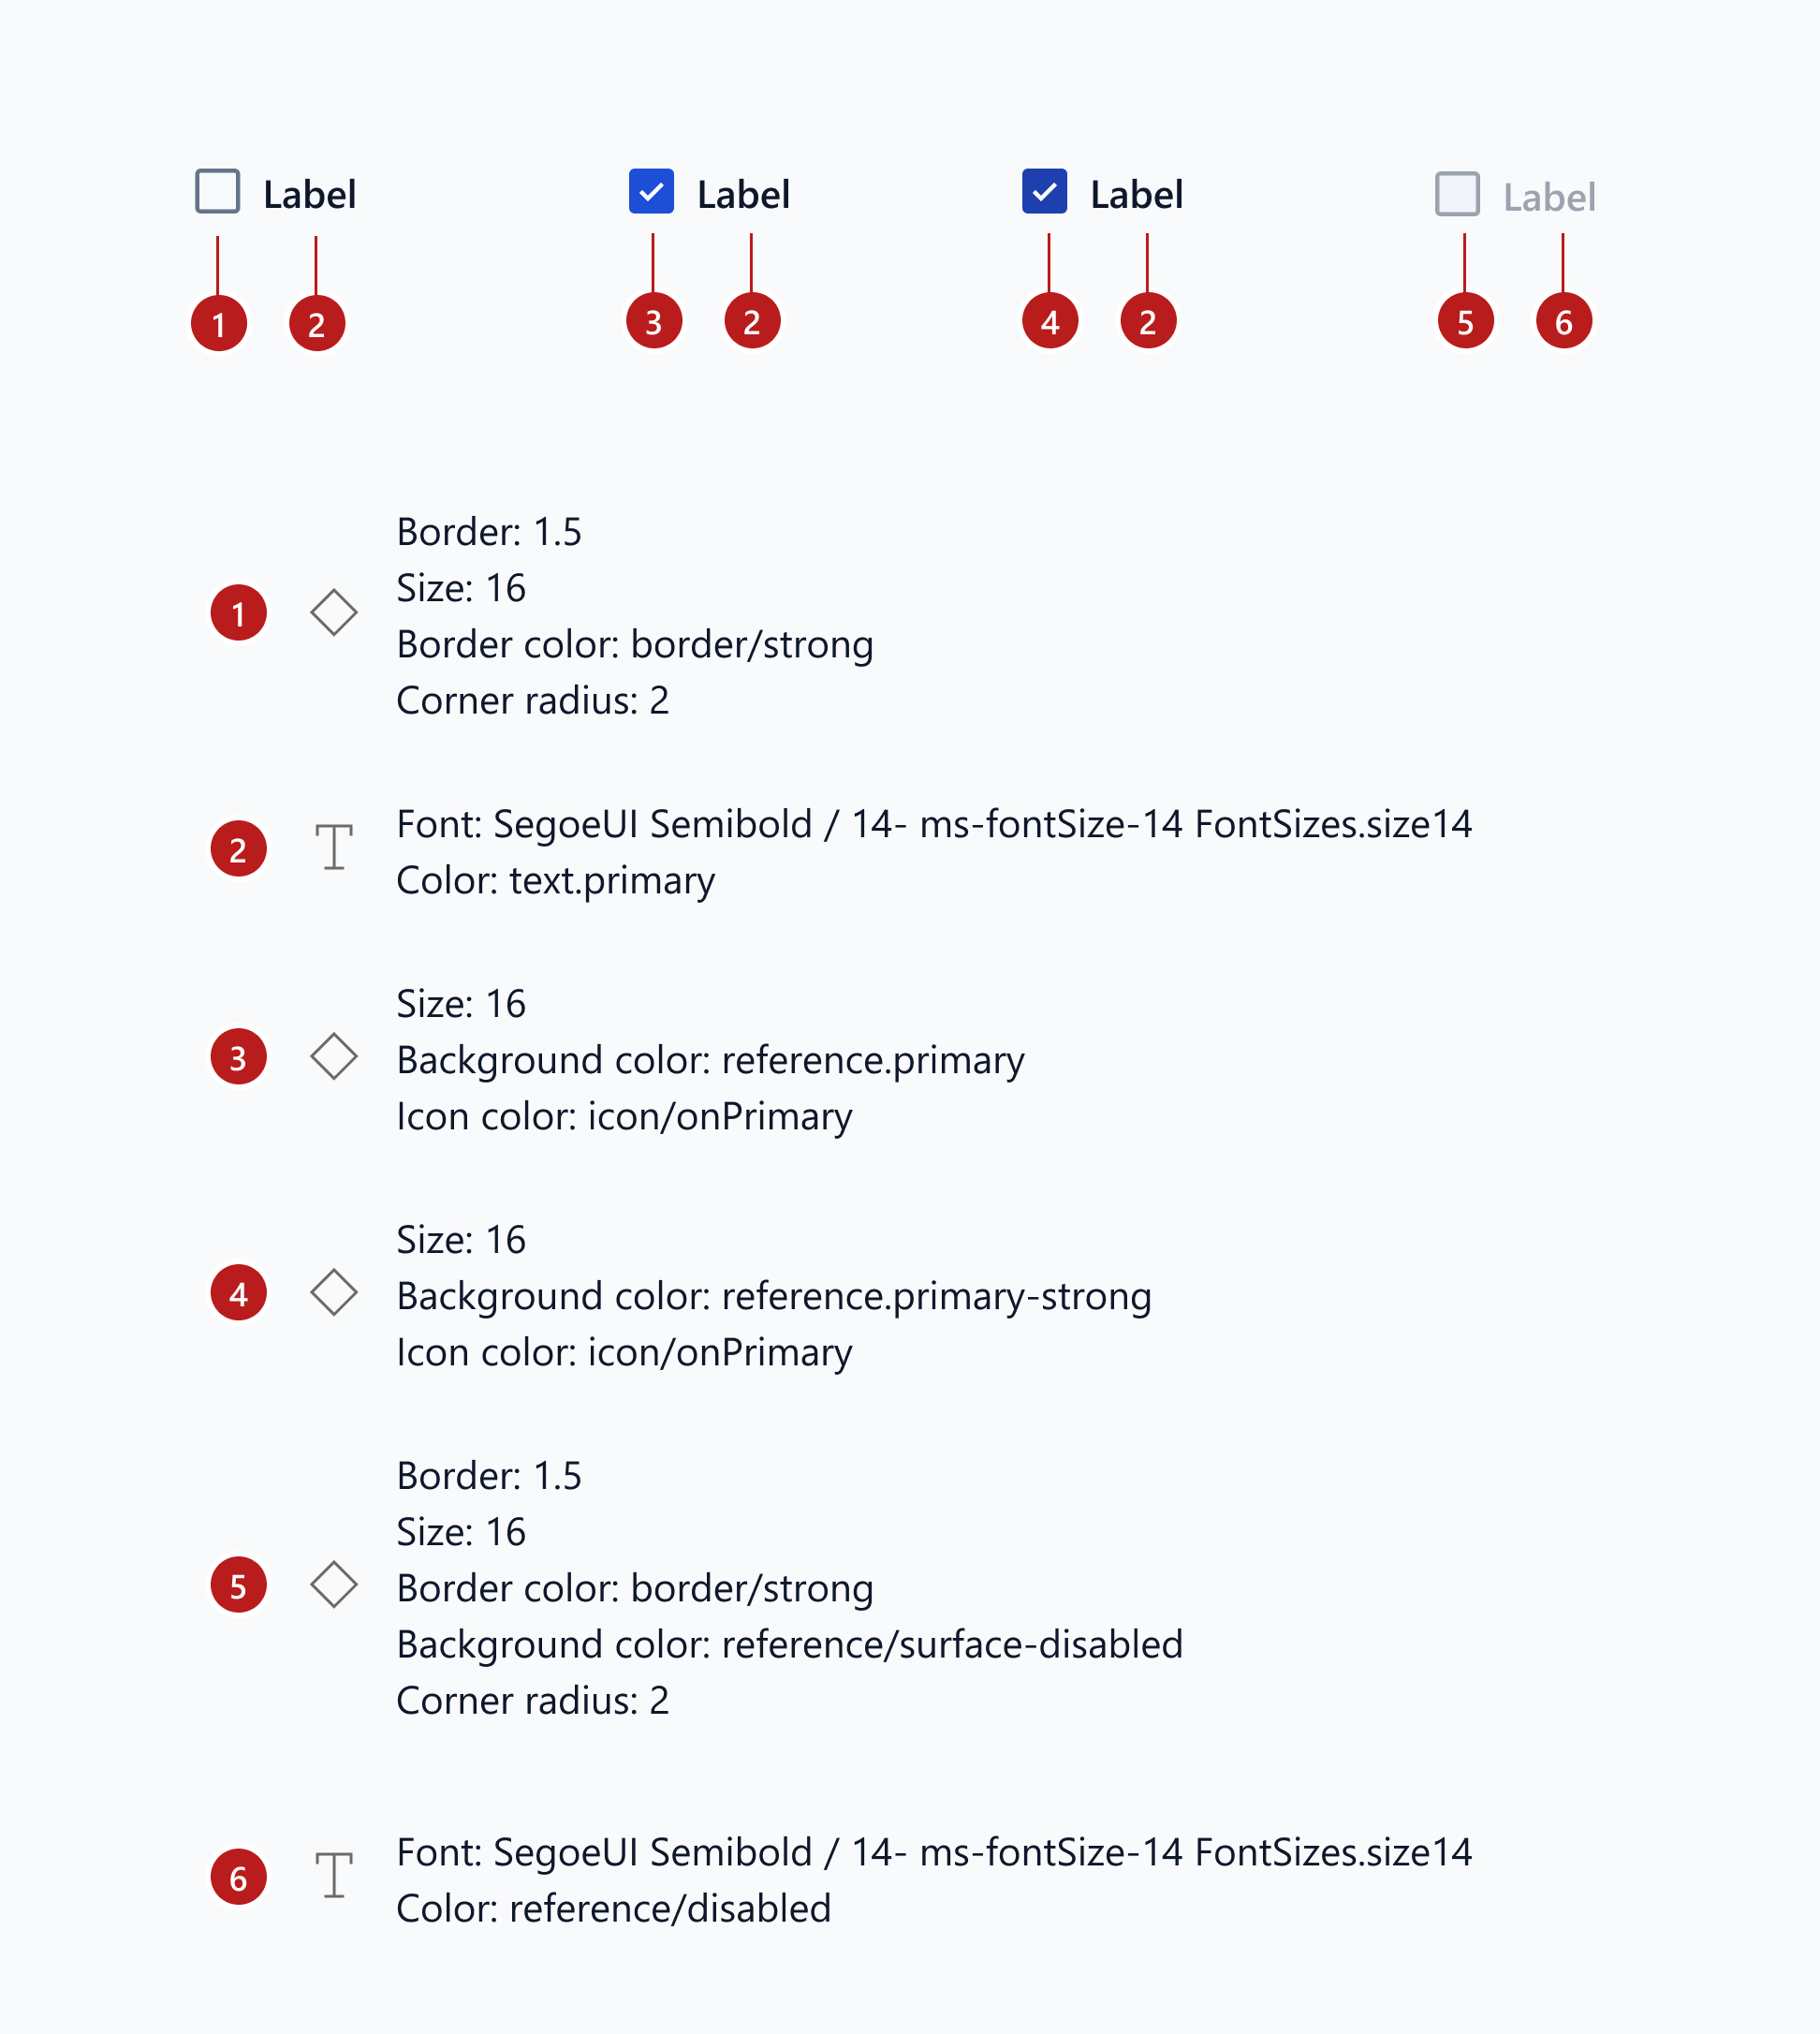 Label
Label
Label
Label
1
2
3
2
4
2
5
6
1
Border: 1.5
Size: 16
Border color: border/strong
Corner radius: 2
2
Font: SegoeUI Semibold / 14- ms-fontSize-14 FontSizes.size14
Color: text.primary
3
Size: 16
Background color: reference.primary
Icon color: icon/onPrimary
4
Size: 16
Background color: reference.primary-strong
Icon color: icon/onPrimary
5
Border: 1.5
Size: 16
Border color: border/strong
Background color: reference/surface-disabled
Corner radius: 2
6
Font: SegoeUI Semibold / 14- ms-fontSize-14 FontSizes.size14
Color: reference/disabled